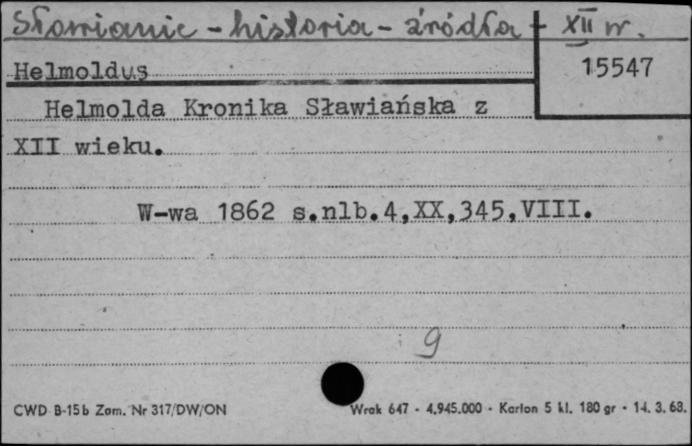 Słowianie - historia - źródła - XII w.
Helmoldus
15547
Helmolda Kronika Sławiańska z
XII wieku.
W-wa 1862 s.nlb.4,XX,345,VIII.
9
CWD B-15b Zam. Nr 317/DW/ON
Wrak 647 - 4.945.000 - Karton 5 kl. 180 gr - 14. 3. 63.